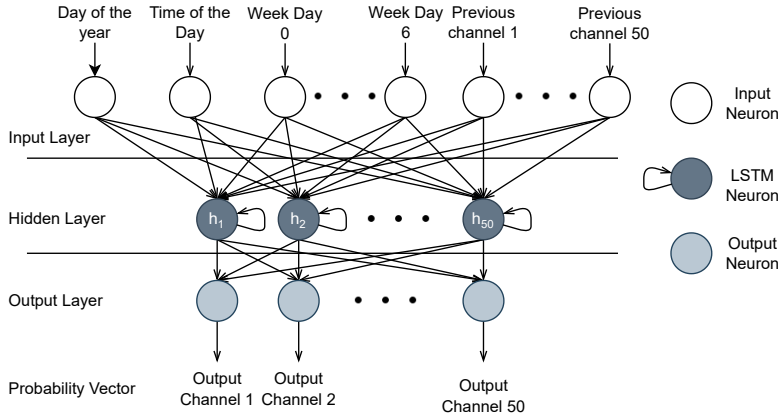 Day of the
year
Time of the
Day
Week Day
0
Week Day
6
Previous
channel 1
Previous
channel 50
Input
Neuron
Input Layer
LSTM
Neuron
Hidden Layer
h1
h2
h50
Output
Neuron
Output Layer
Probability Vector
Output
Channel 1
Output
Channel 2
Output
Channel 50